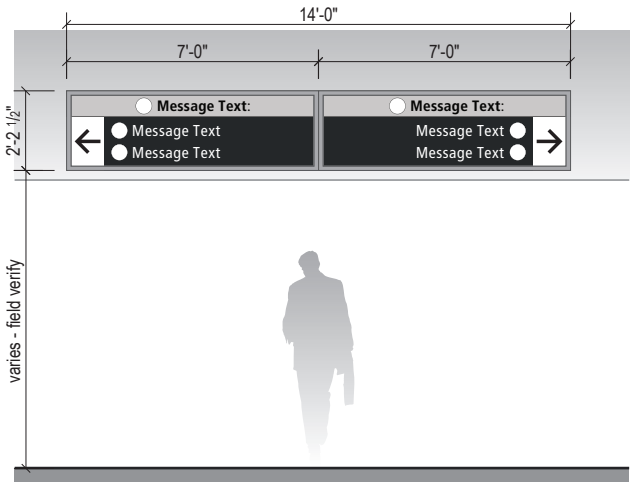 14'-0"
7'-0"
7'-0"
2'-2 1/2"
Message Text:
Message Text:
Message Text
Message Text
Message Text
Message Text
varies - field verify